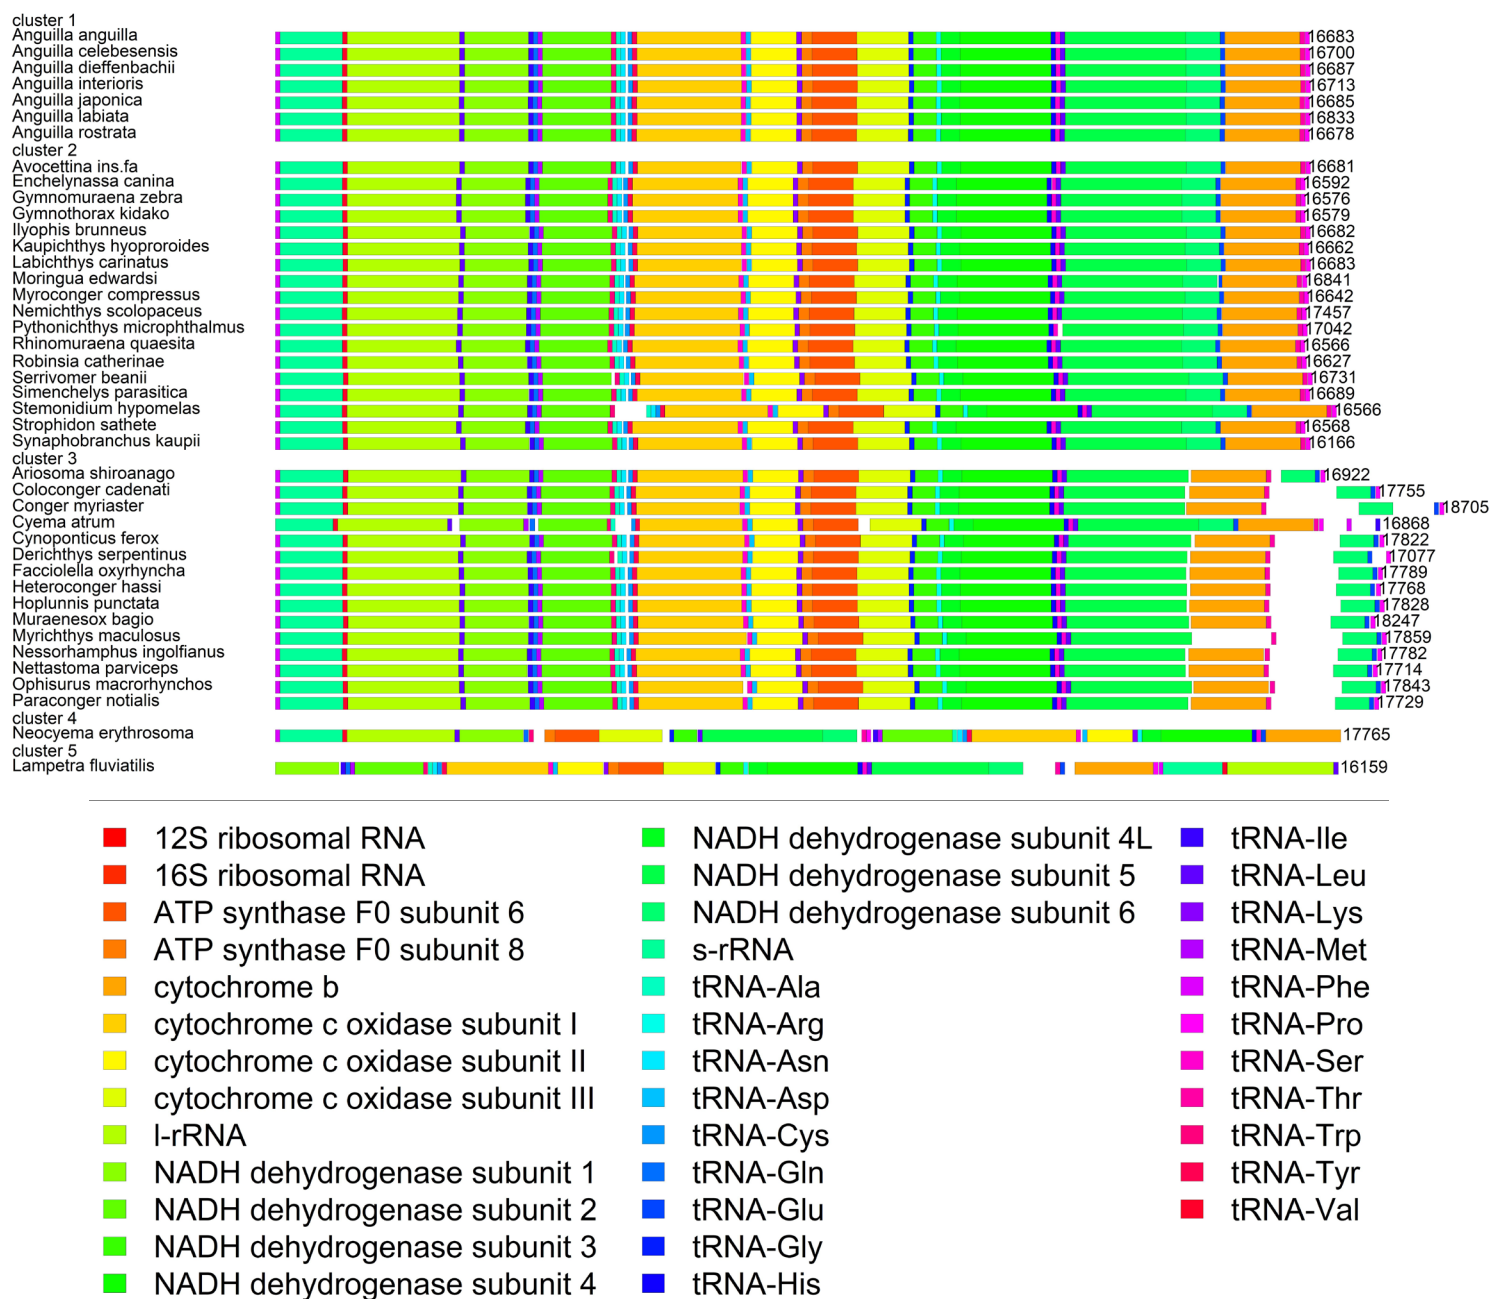 cluster 1
Anguilla anguilla 16683
Anguilla celebesensis 16700
Anguilla dieffenbachii 16687
Anguilla interioris 16713
Anguilla japonica 16685
Anguilla labiata 16833
Anguilla rostrata 16678
cluster 2
Avocettina ins.fa 16681
Enchelynassa canina 16592
Gymnomuraena zebra 16576
Gymnothorax kidako 16579
Ilyophis brunneus 16682
Kaupichthys hyoproroides 16662
Labichthys carinatus 16683
Moringua edwardsi 16841
Myroconger compressus 16642
Nemichthys scolopaceus 17457
Pythonichthys microphthalmus 17042
Rhinomuraena quaesita 16566
Robinsia catherinae 16627
Serrivomer beanii 16731
Simenchelys parasitica 16689
Stemonidium hypomelas 16566
Strophidon sathete 16568
Synaphobranchus kaupii 16166
cluster 3
Ariosoma shiroanago 16922
Coloconger cadenati 17755
Conger myriaster 18705
Cyema atrum 16868
Cynoponticus ferox 17822
Derichthys serpentinus 17077
Facciolella oxyrhyncha 17789
Heteroconger hassi 17768
Hoplunnis punctata 17828
Muraenesox bagio 18247
Myrichthys maculosus 17859
Nessorhamphus ingolfianus 17782
Nettastoma parviceps 17714
Ophisurus macrorhynchos 17843
Paraconger notialis 17729
cluster 4
Neocyema erythrosoma 17765
cluster 5
Lampetra fluviatilis 16159
12S ribosomal RNA
16S ribosomal RNA
ATP synthase F0 subunit 6
ATP synthase F0 subunit 8
cytochrome b
cytochrome c oxidase subunit I
cytochrome c oxidase subunit II
cytochrome c oxidase subunit III
l-rRNA
NADH dehydrogenase subunit 1
NADH dehydrogenase subunit 2
NADH dehydrogenase subunit 3
NADH dehydrogenase subunit 4
NADH dehydrogenase subunit 4L
NADH dehydrogenase subunit 5
NADH dehydrogenase subunit 6
s-rRNA
tRNA-Ala
tRNA-Arg
tRNA-Asn
tRNA-Asp
tRNA-Cys
tRNA-Gln
tRNA-Glu
tRNA-Gly
tRNA-His
tRNA-Ile
tRNA-Leu
tRNA-Lys
tRNA-Met
tRNA-Phe
tRNA-Pro
tRNA-Ser
tRNA-Thr
tRNA-Trp
tRNA-Tyr
tRNA-Val